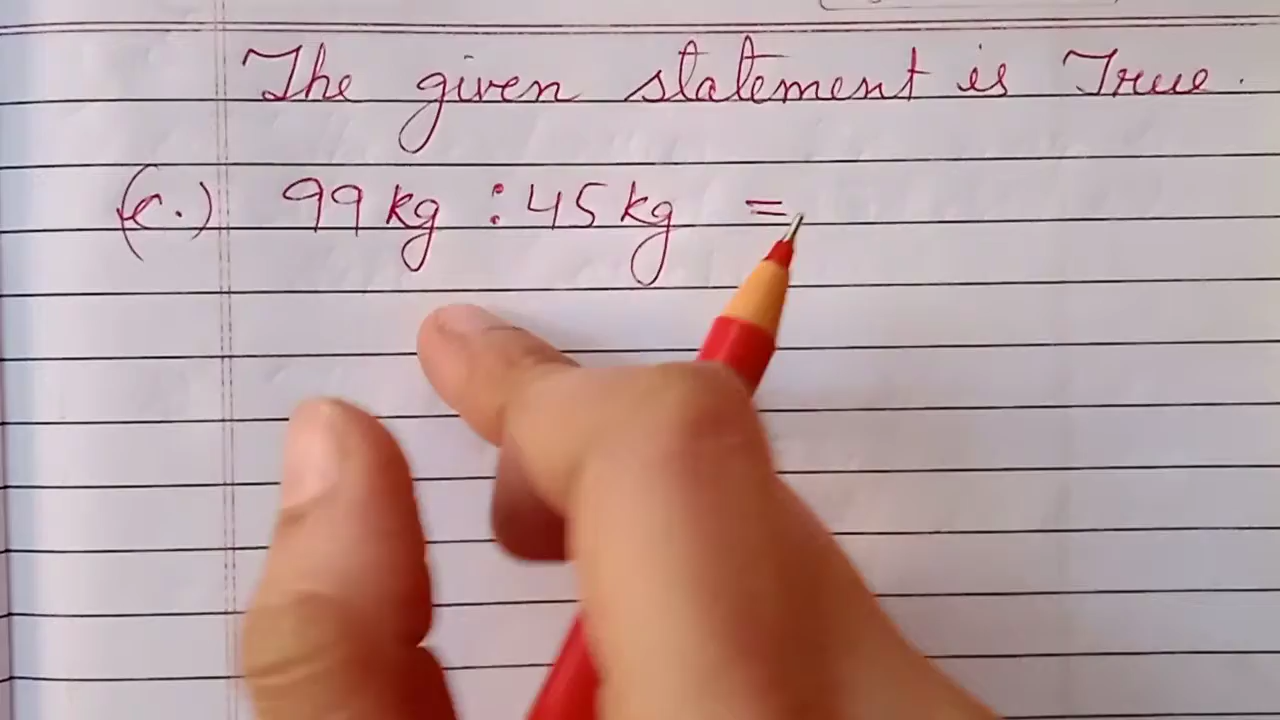 The given statement is True.
(c.) 99 kg : 45 kg =